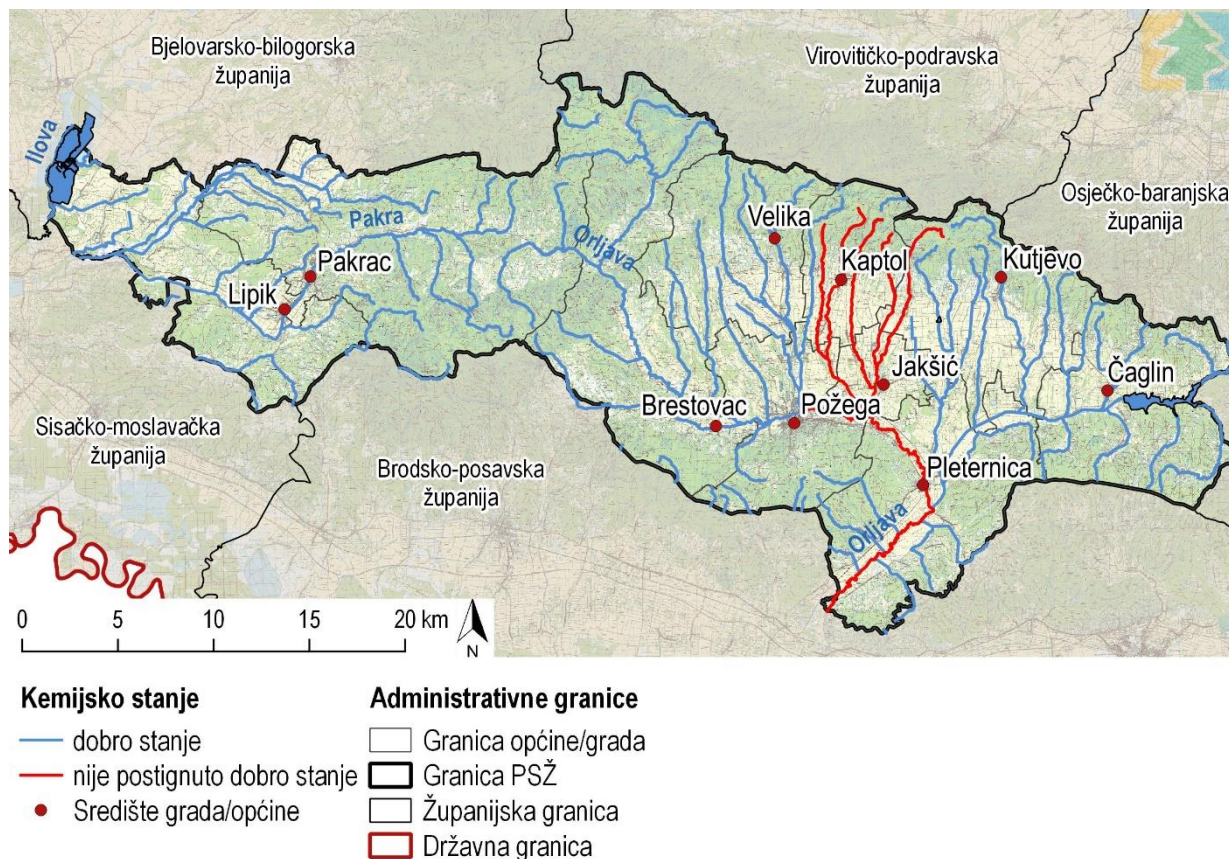 Bjelovarsko-bilogorska
županija
Virovitičko-podravska
županija
Osječko-baranjska
županija
Ilova
Pakra
Orljava
Velika
Kaptol
Kutjevo
Pakrac
Lipik
Jakšić
Čaglin
Brestovac
Požega
Pleternica
Orljava
Sisačko-moslavačka
županija
Brodsko-posavska
županija
0 5 10 15 20 km
N
Kemijsko stanje
dobro stanje
nije postignuto dobro stanje
Središte grada/općine
Administrativne granice
Granica općine/grada
Granica PSŽ
Županijska granica
Državna granica